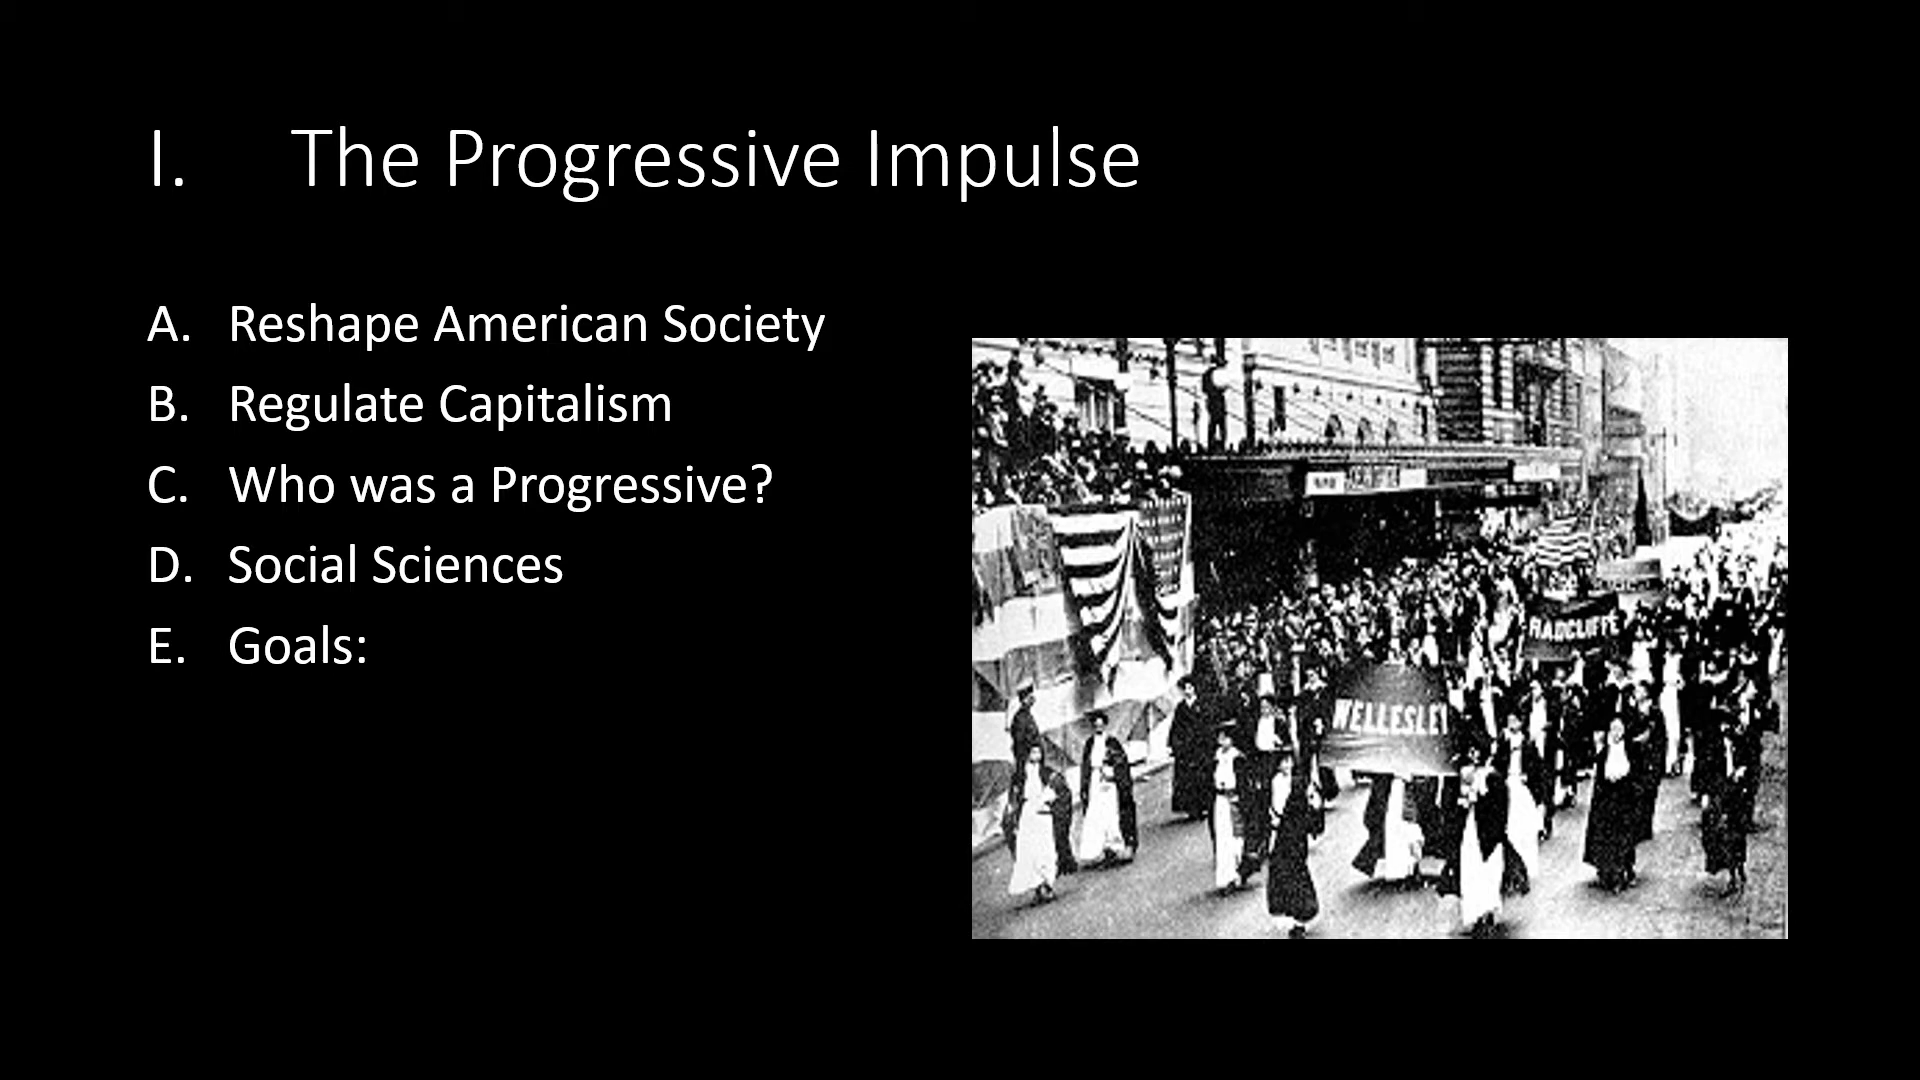 I. The Progressive Impulse
A. Reshape American Society
B. Regulate Capitalism
C. Who was a Progressive?
D. Social Sciences
E. Goals:
RADCLIFFE
WELLESLEY